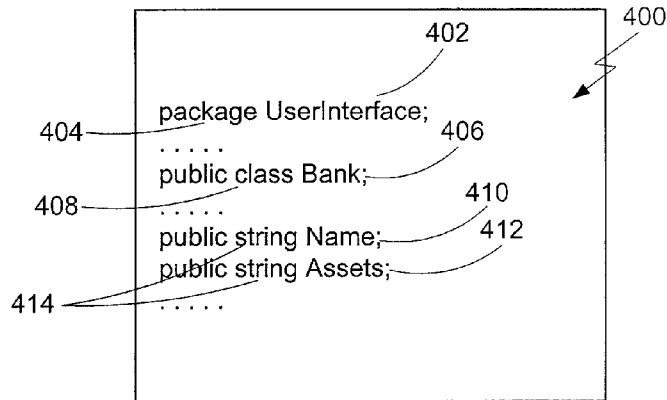 400
402
package UserInterface;
404
. . . . .
406
public class Bank;
408
. . . . .
410
public string Name;
412
public string Assets;
414
. . . . .